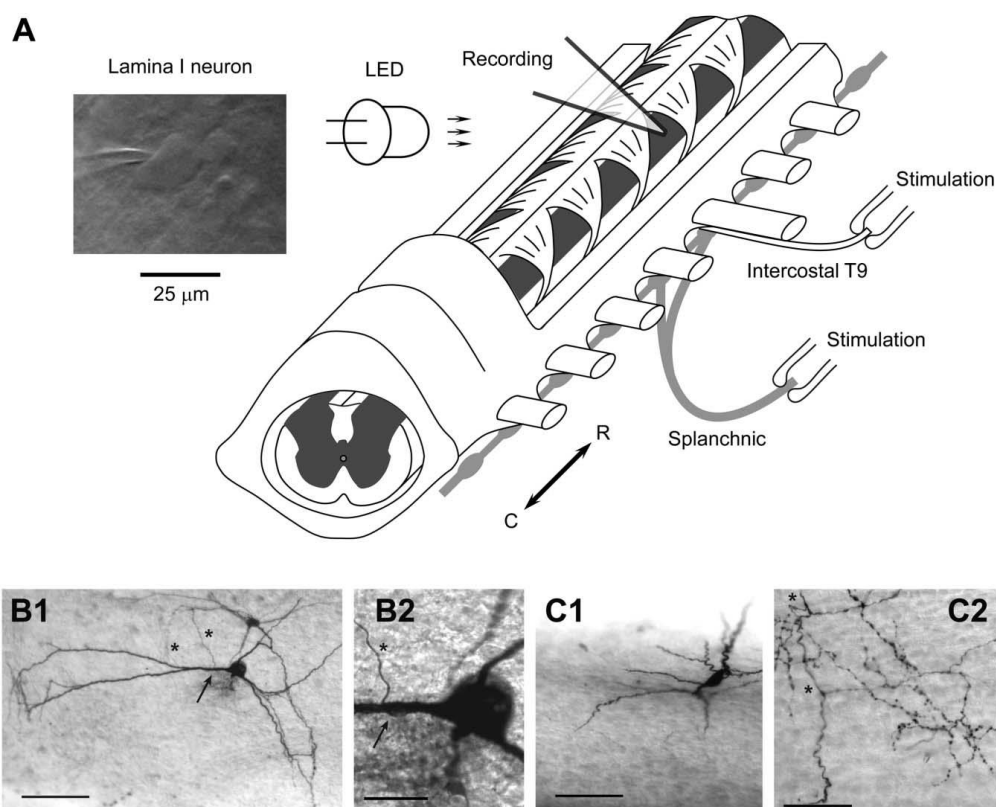 A
Lamina I neuron
LED
Recording
25 μm
Stimulation
Intercostal T9
Stimulation
Splanchnic
R
C
B1
*
*
B2
*
C1
C2
*
*